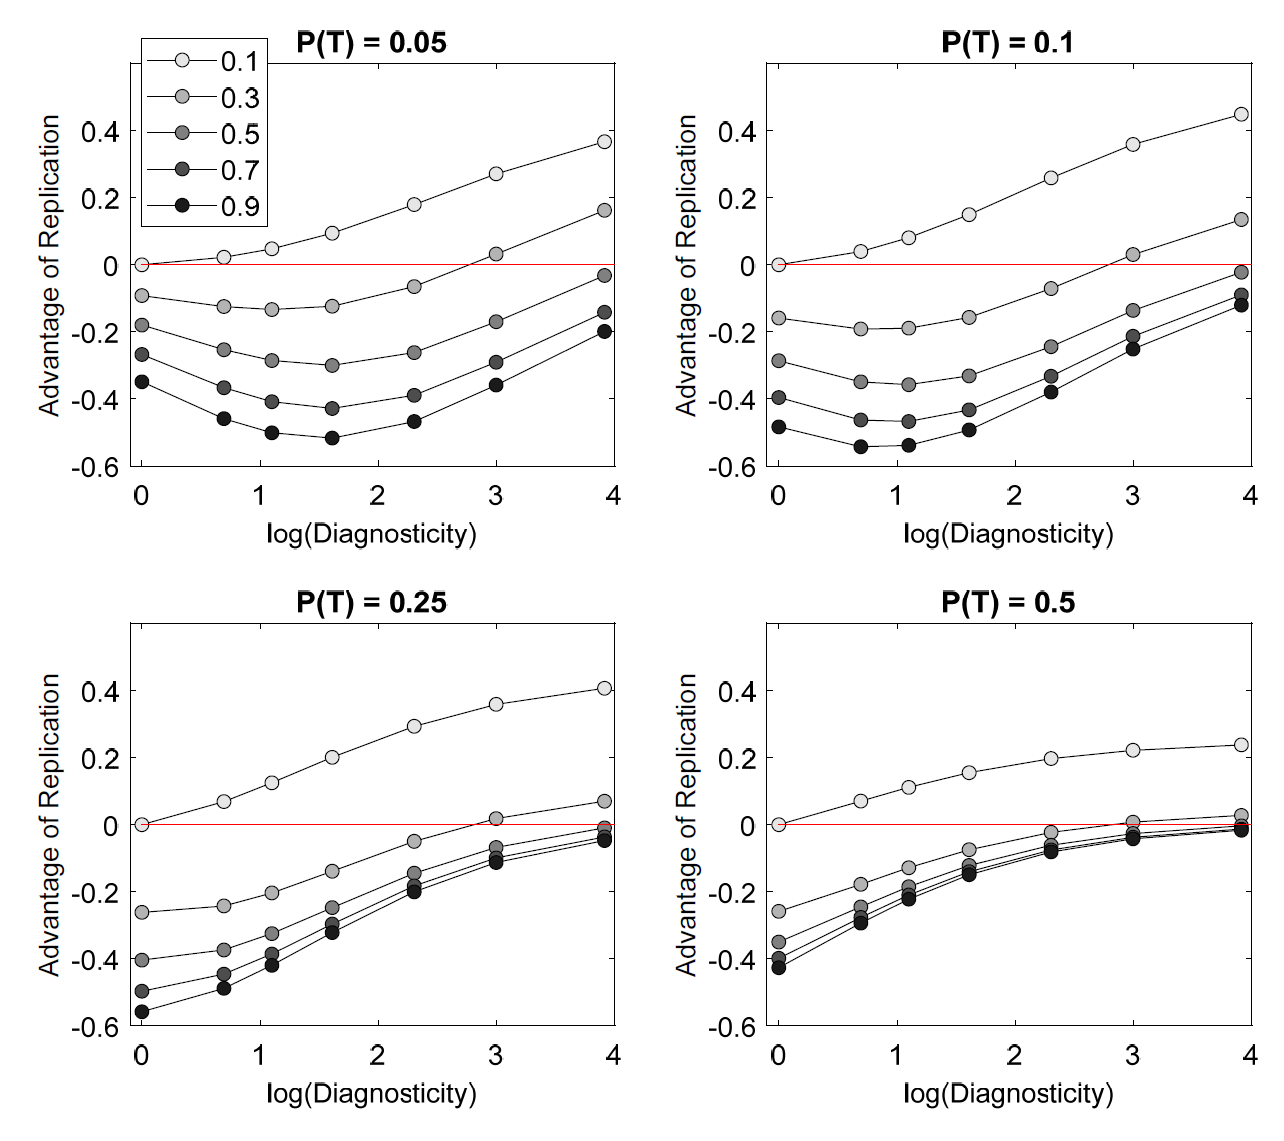 P(T) = 0.05
0.1
0.3
0.5
0.7
0.9
Advantage of Replication
0.4
0.2
0
-0.2
-0.4
-0.6
0 1 2 3 4
log(Diagnosticity)
P(T) = 0.1
Advantage of Replication
0.4
0.2
0
-0.2
-0.4
-0.6
0 1 2 3 4
log(Diagnosticity)
P(T) = 0.25
Advantage of Replication
0.4
0.2
0
-0.2
-0.4
-0.6
0 1 2 3 4
log(Diagnosticity)
P(T) = 0.5
Advantage of Replication
0.4
0.2
0
-0.2
-0.4
-0.6
0 1 2 3 4
log(Diagnosticity)